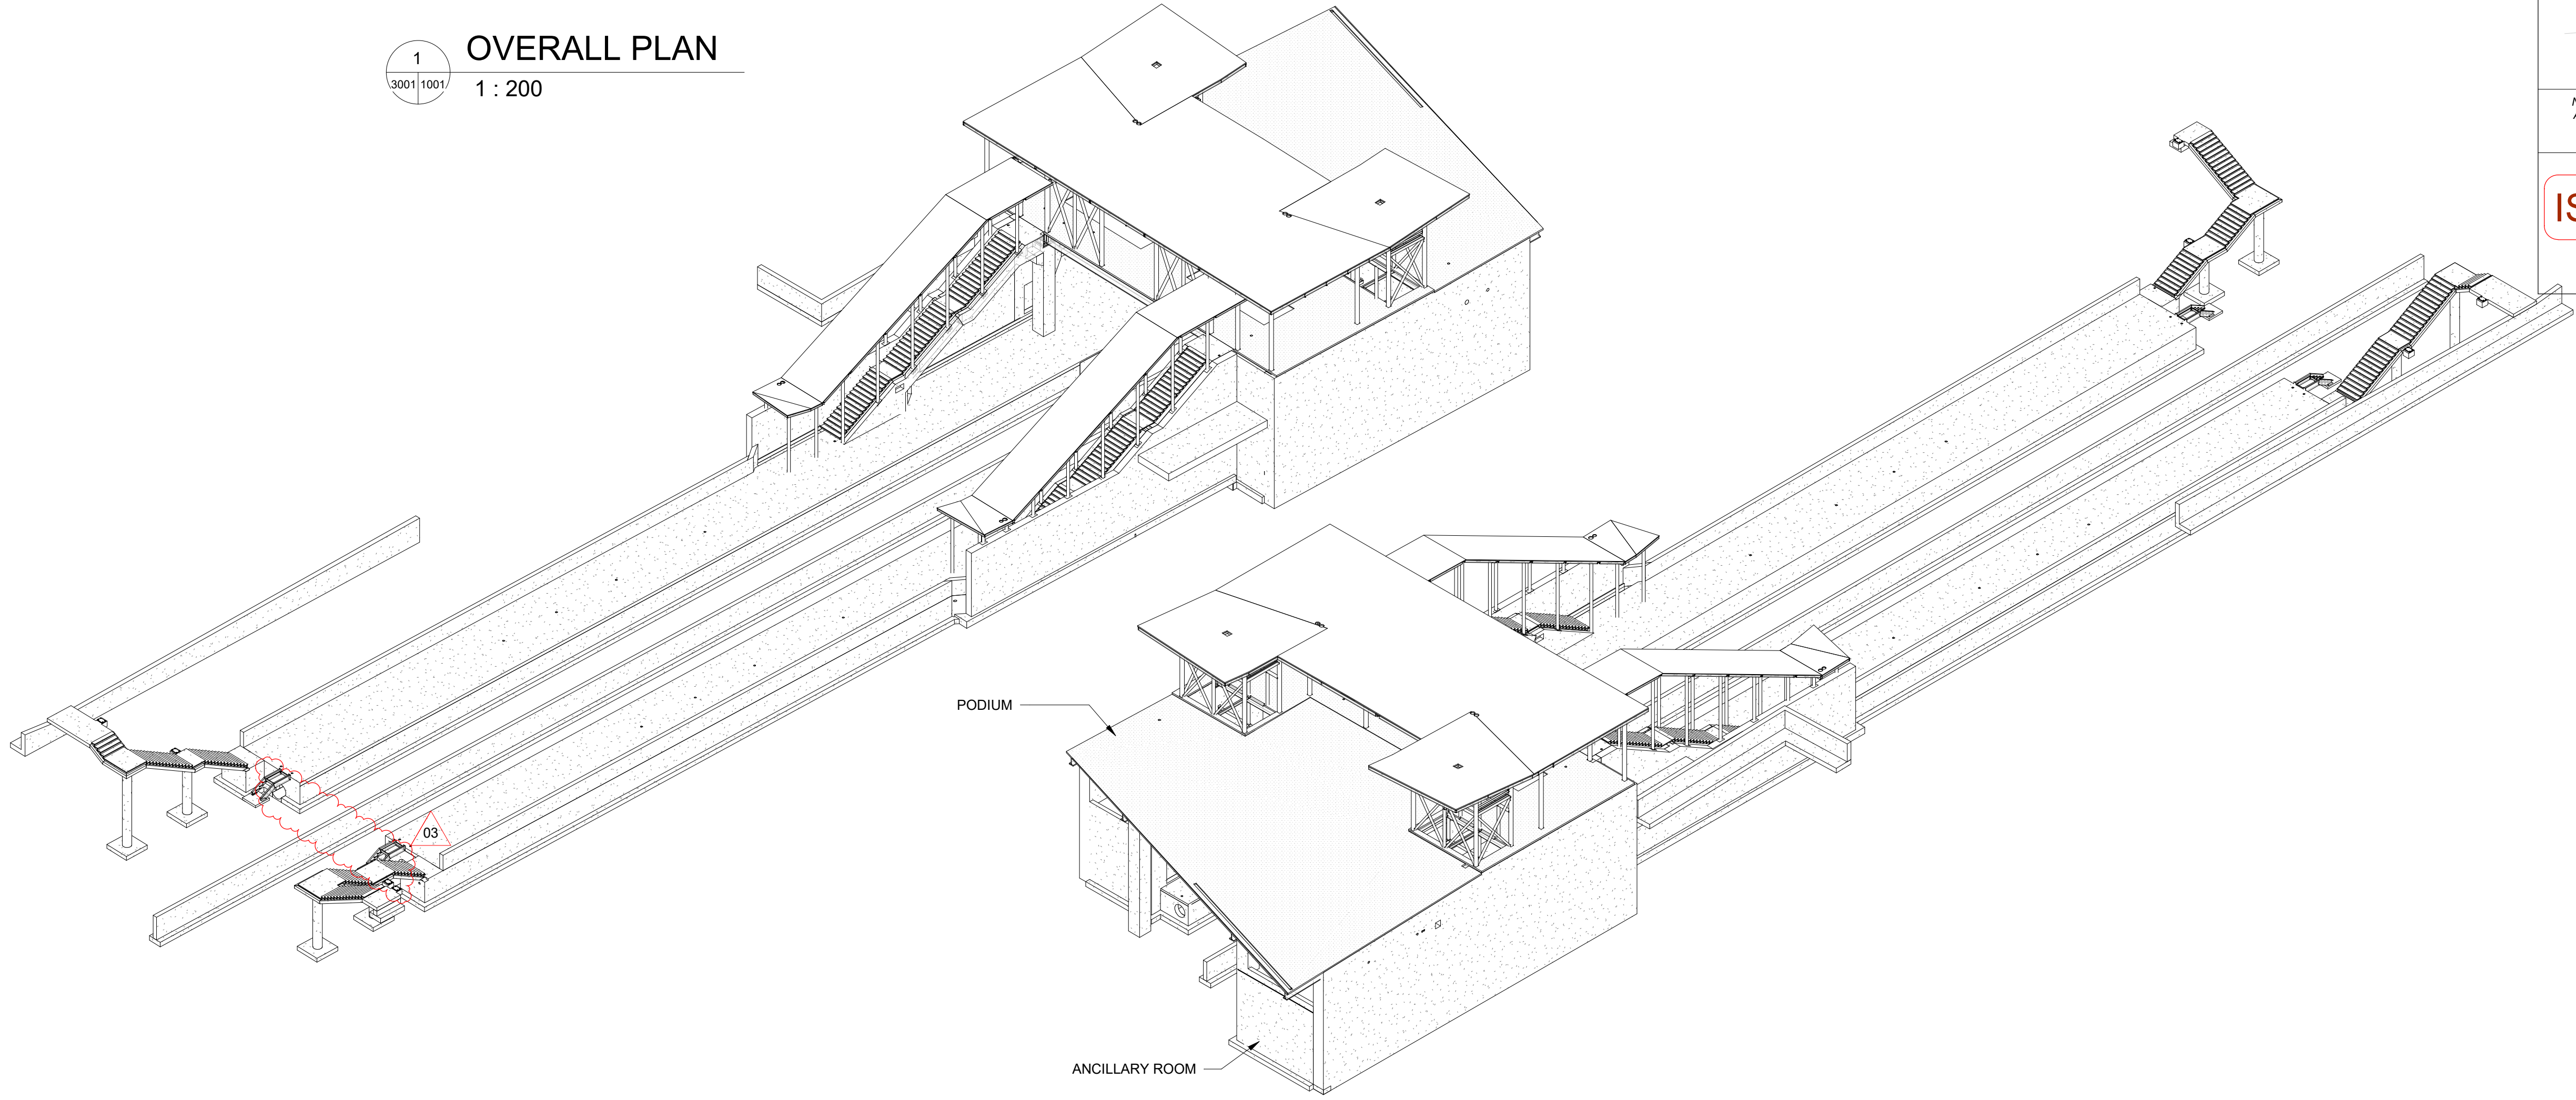 1
3001 1001
OVERALL PLAN
1 : 200
03
PODIUM
ANCILLARY ROOM